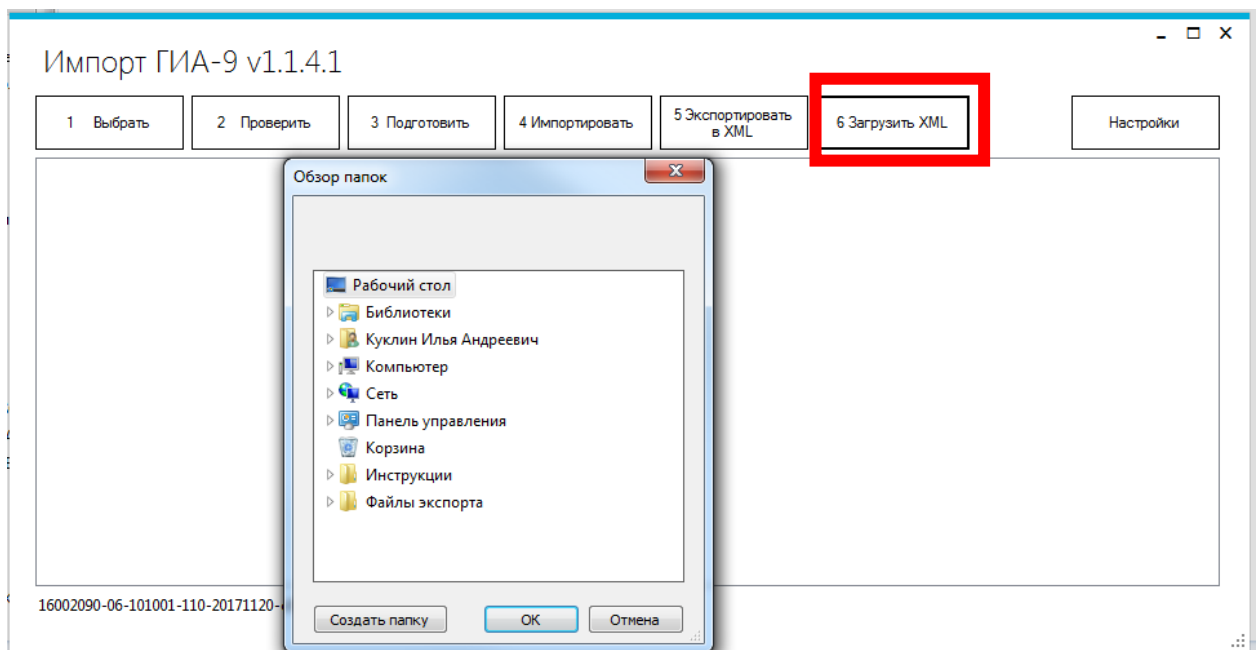 Импорт ГИА-9 v1.1.4.1
1 Выбрать
2 Проверить
3 Подготовить
4 Импортировать
5 Экспортировать
в XML
6 Загрузить XML
Настройки
Обзор папок
Рабочий стол
Библиотеки
Куклин Илья Андреевич
Компьютер
Сеть
Панель управления
Корзина
Инструкции
Файлы экспорта
16002090-06-101001-110-20171120-
Создать папку
OK
Отмена